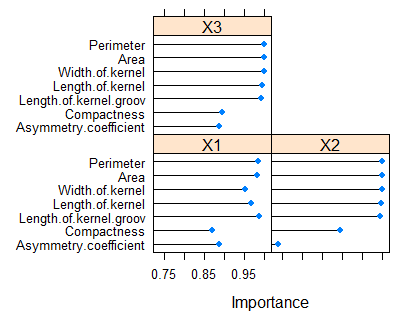 X3
Perimeter
Area
Width.of.kernel
Length.of.kernel
Length.of.kernel.groov
Compactness
Asymmetry.coefficient
X1 X2
Perimeter
Area
Width.of.kernel
Length.of.kernel
Length.of.kernel.groov
Compactness
Asymmetry.coefficient
0.75 0.85 0.95
Importance